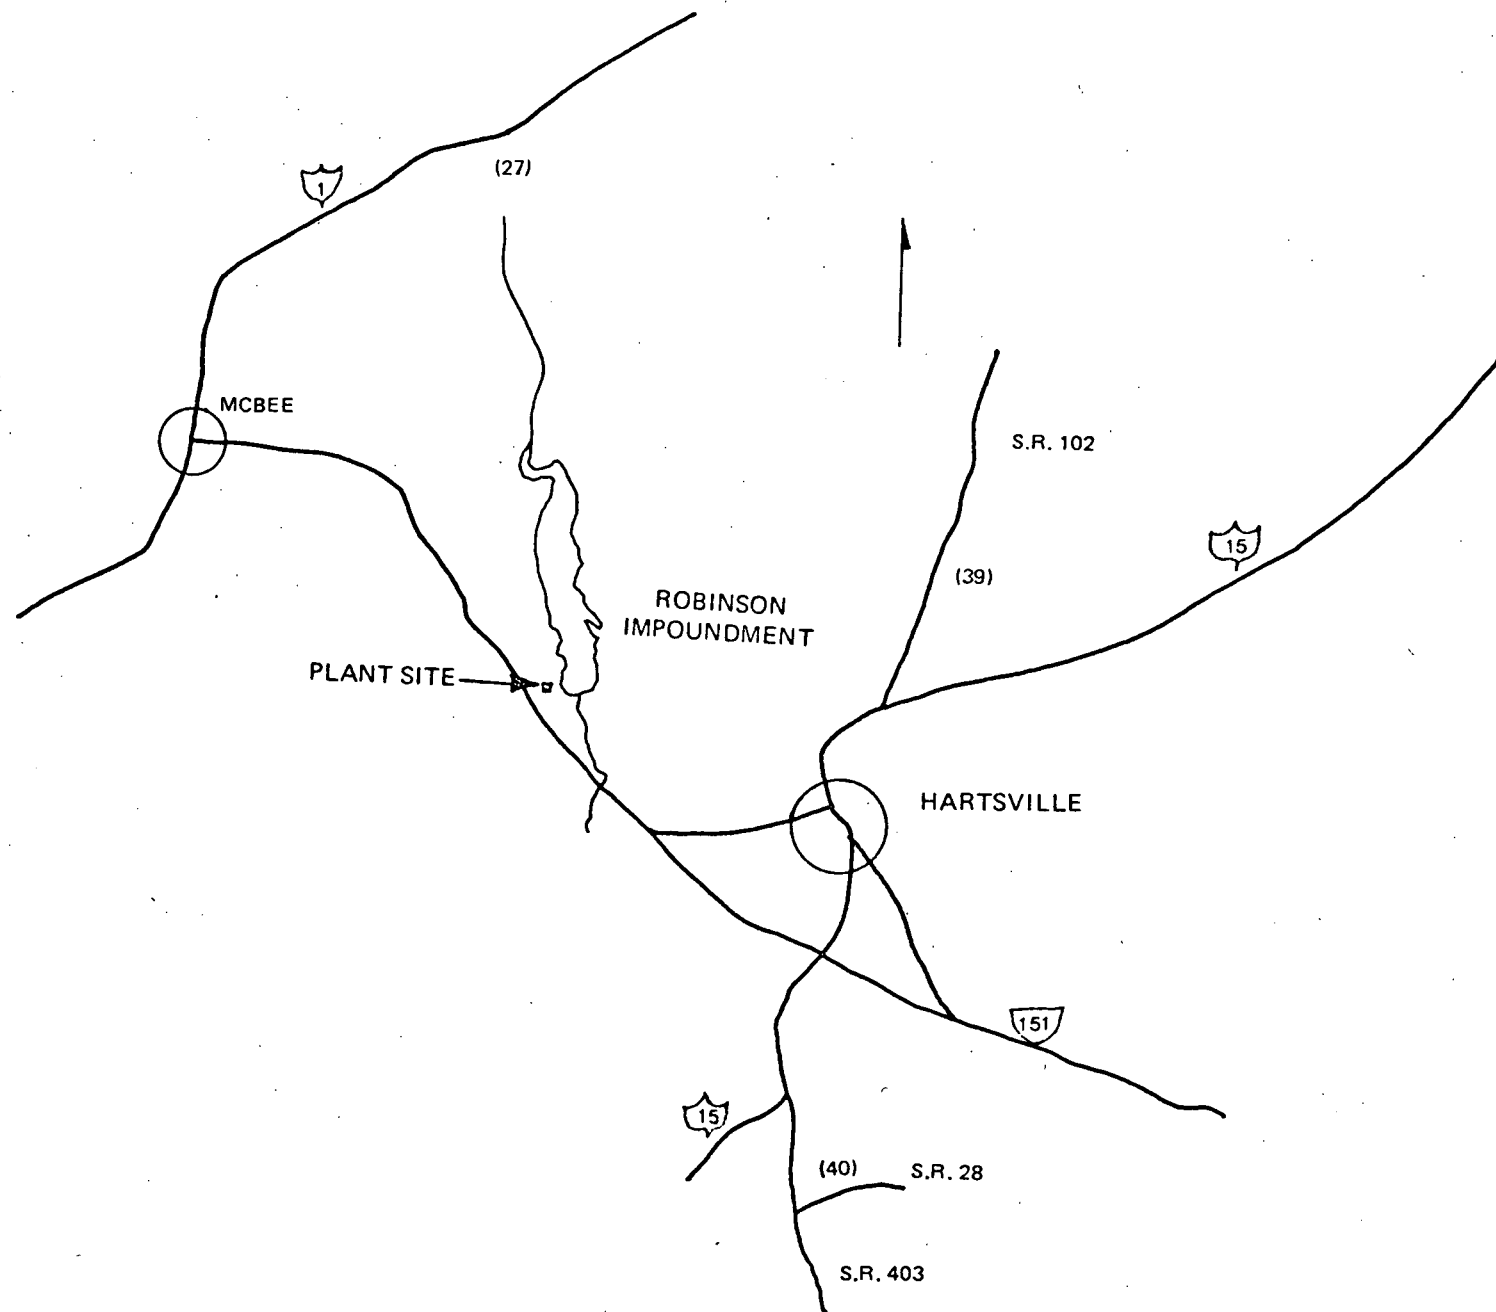 (27)
1
MCBEE
S.R. 102
15
(39)
ROBINSON
IMPOUNDMENT
PLANT SITE
HARTSVILLE
151
15
(40)
S.R. 28
S.R. 403